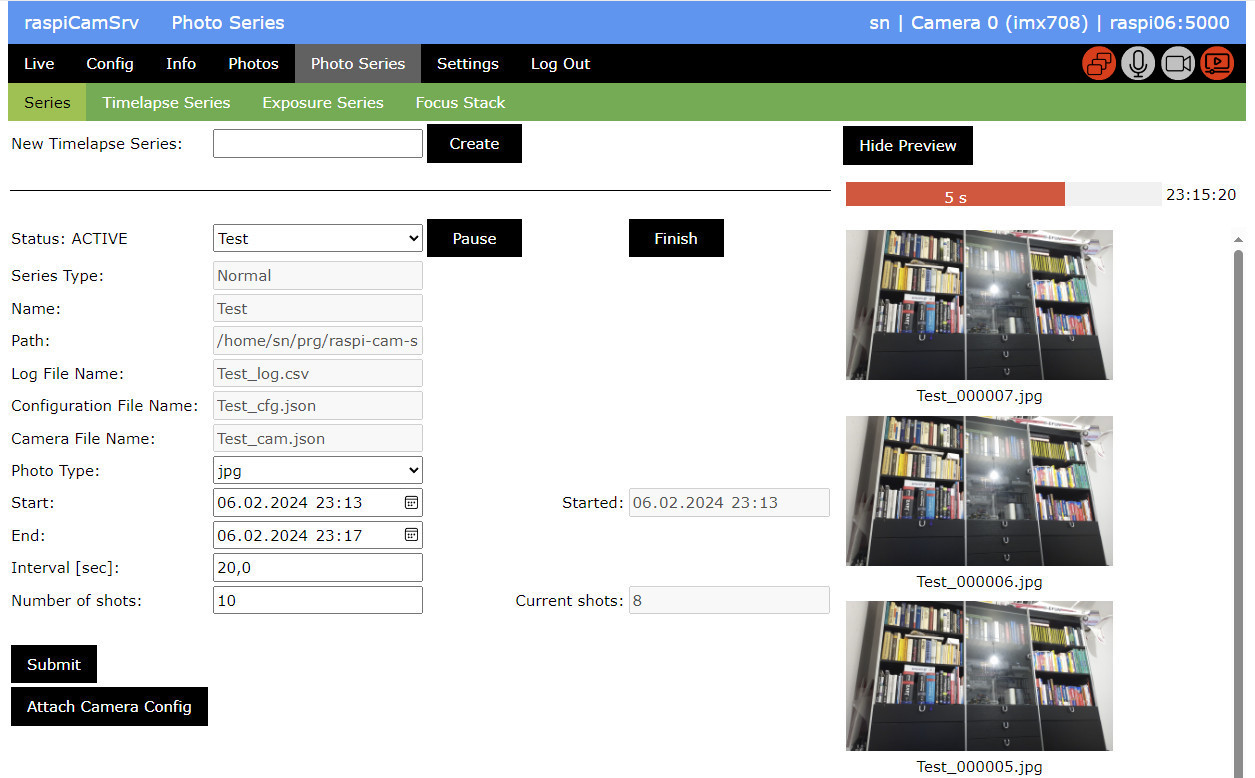 raspiCamSrv Photo Series sn | Camera 0 (imx708) | raspi06:5000
Live Config Info Photos Photo Series Settings Log Out
Series Timelapse Series Exposure Series Focus Stack
New Timelapse Series: Create Hide Preview
5 s 23:15:20
Status: ACTIVE Test Pause Finish
Series Type: Normal
Name: Test
Path: /home/sn/prg/raspi-cam-s
Log File Name: Test_log.csv
Configuration File Name: Test_cfg.json
Camera File Name: Test_cam.json
Photo Type: jpg
Start: 06.02.2024 23:13 Started: 06.02.2024 23:13
End: 06.02.2024 23:17
Interval [sec]: 20,0
Number of shots: 10 Current shots: 8
Submit
Attach Camera Config
Test_000007.jpg
Test_000006.jpg
Test_000005.jpg